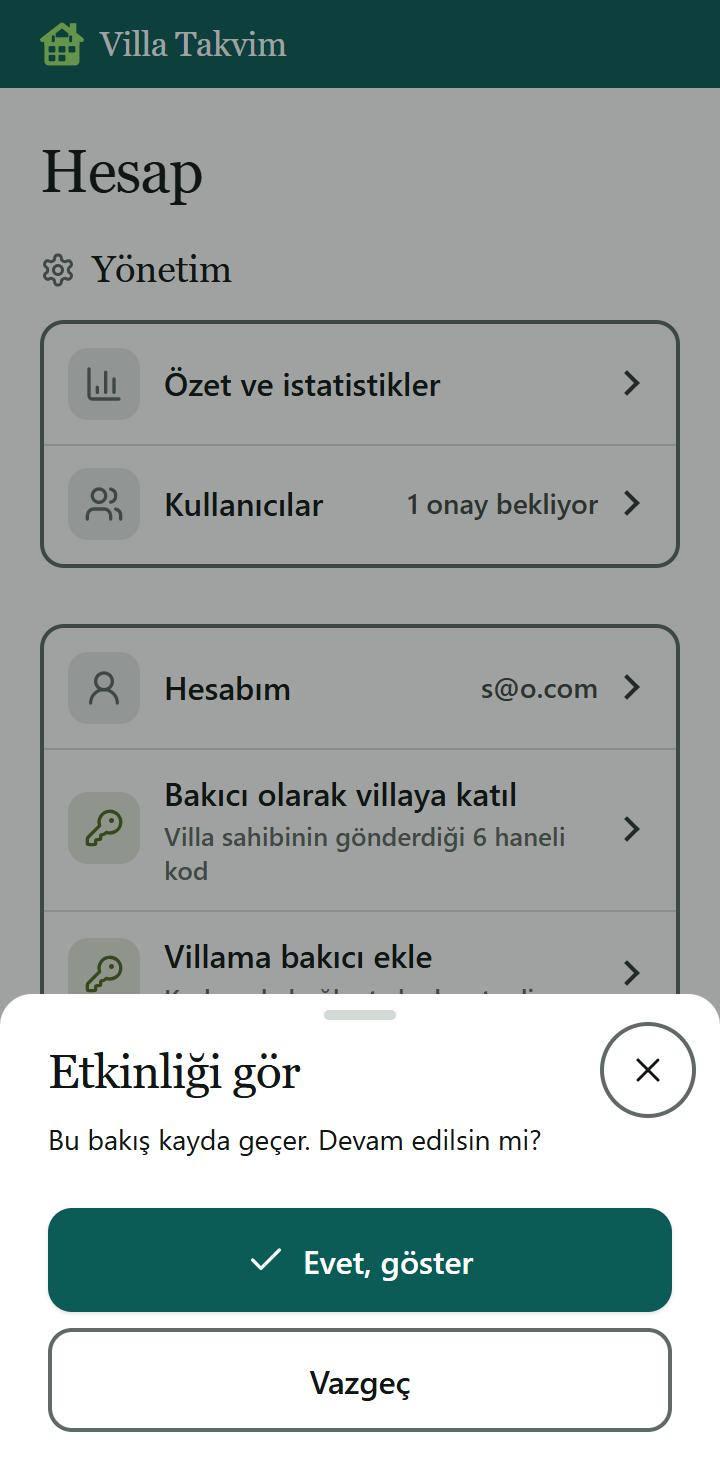 Villa Takvim
Hesap
Yönetim
Özet ve istatistikler
Kullanıcılar
1 onay bekliyor
Hesabım
s@o.com
Bakıcı olarak villaya katıl
Villa sahibinin gönderdiği 6 haneli
kod
Villama bakıcı ekle
Etkinliği gör
Bu bakış kayda geçer. Devam edilsin mi?
Evet, göster
Vazgeç